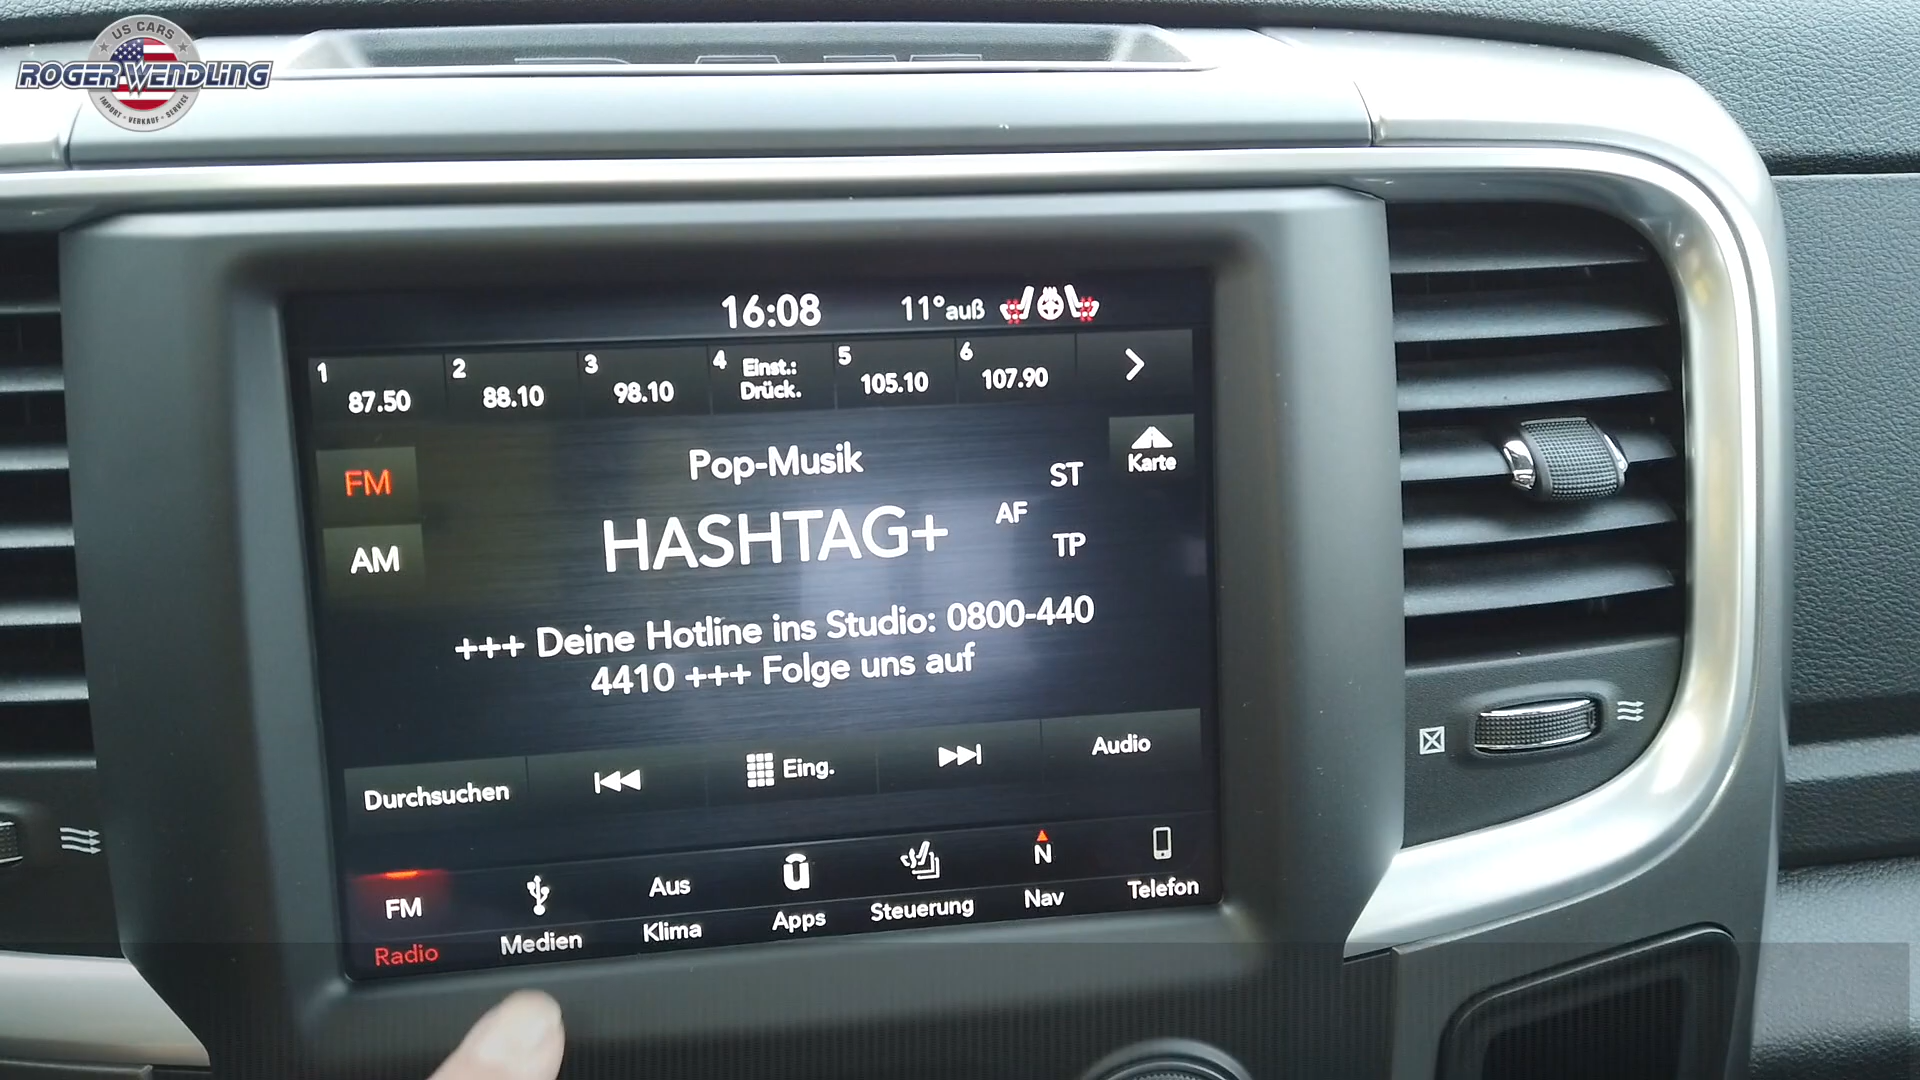 US CARS
ROGER WENDLING
IMPORT • VERKAUF • SERVICE
RAM
16:08
11°auß
1
87.50
2
88.10
3
98.10
4
Einst.:
Drück.
5
105.10
6
107.90
FM
AM
Pop-Musik
HASHTAG+
ST
AF
TP
Karte
+++ Deine Hotline ins Studio: 0800-440
4410 +++ Folge uns auf
Durchsuchen
Eing.
Audio
FM
Radio
Medien
Aus
Klima
Apps
Steuerung
N
Nav
Telefon